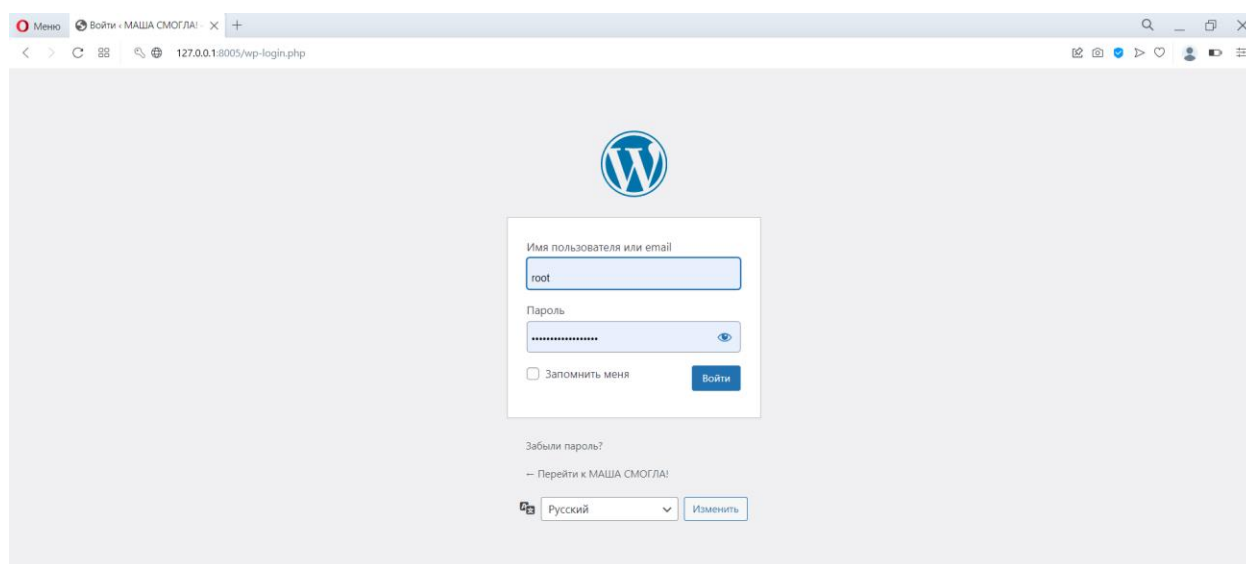 Меню
Войти ‹ МАША СМОГЛА! -
127.0.0.1:8005/wp-login.php
Имя пользователя или email
root
Пароль
••••••••••••••••••
Запомнить меня
Войти
Забыли пароль?
← Перейти к МАША СМОГЛА!
Русский
Изменить